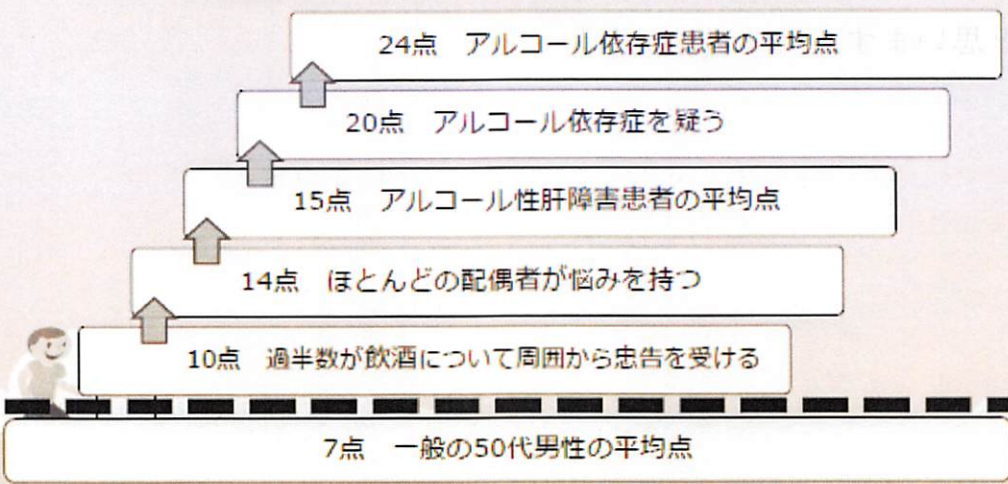 24点　アルコール依存症患者の平均点
20点　アルコール依存症を疑う
15点　アルコール性肝障害患者の平均点
14点　ほとんどの配偶者が悩みを持つ
10点　過半数が飲酒について周囲から忠告を受ける
7点　一般の50代男性の平均点